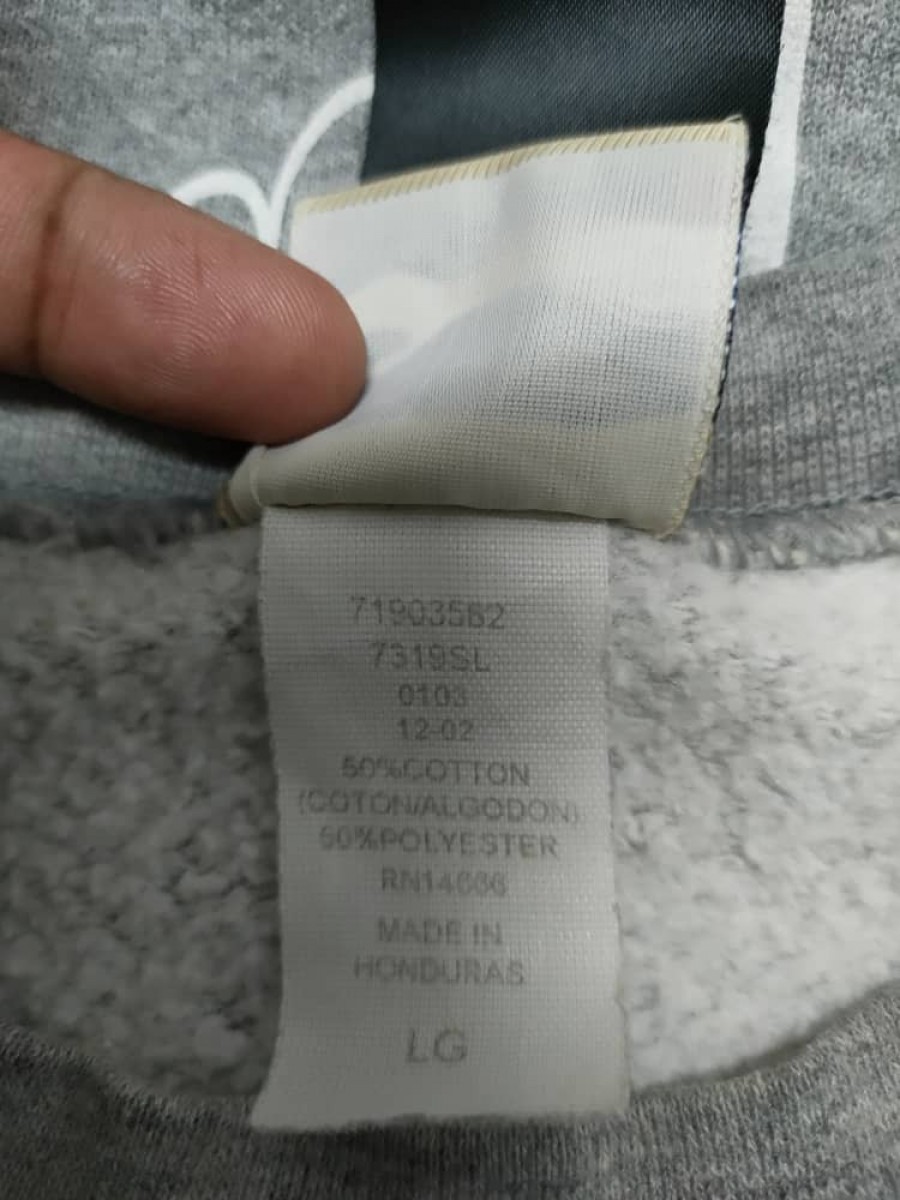 71903562
7319SL
0103
12-02
50%COTTON
(COTON/ALGODON)
50%POLYESTER
RN14666
MADE IN
HONDURAS
LG